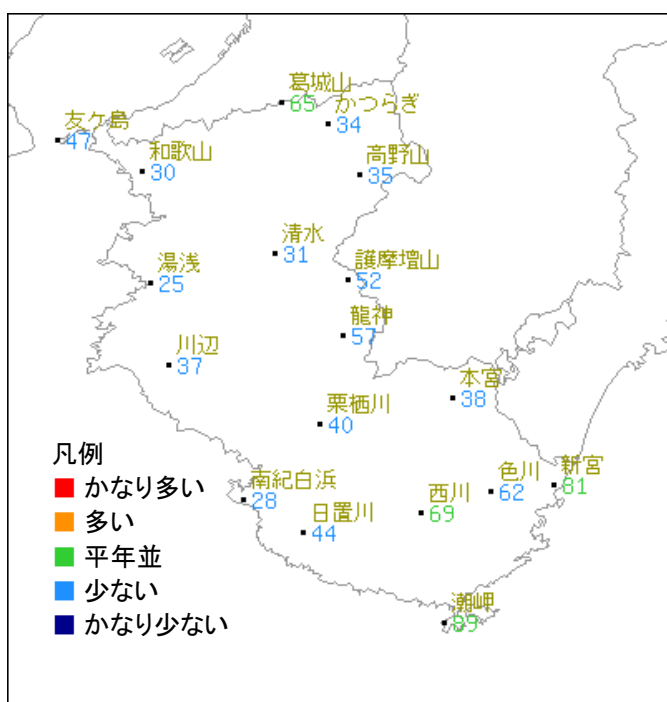 葛城山
65
かつらぎ
34
友ケ島
47
和歌山
30
高野山
35
清水
31
護摩壇山
52
湯浅
25
龍神
57
川辺
37
本宮
38
栗栖川
40
凡例
かなり多い
多い
平年並
少ない
かなり少ない
南紀白浜
28
日置川
44
西川
69
色川
62
新宮
81
潮岬
89